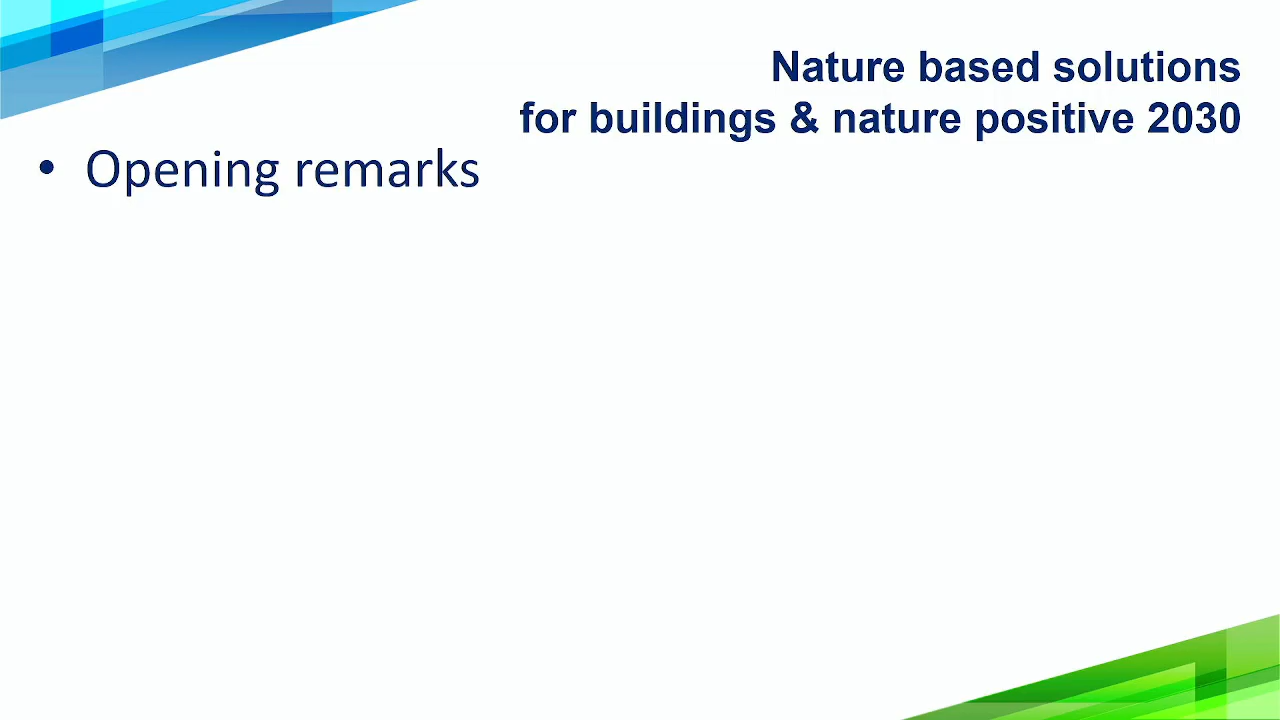 Nature based solutions
for buildings & nature positive 2030
• Opening remarks